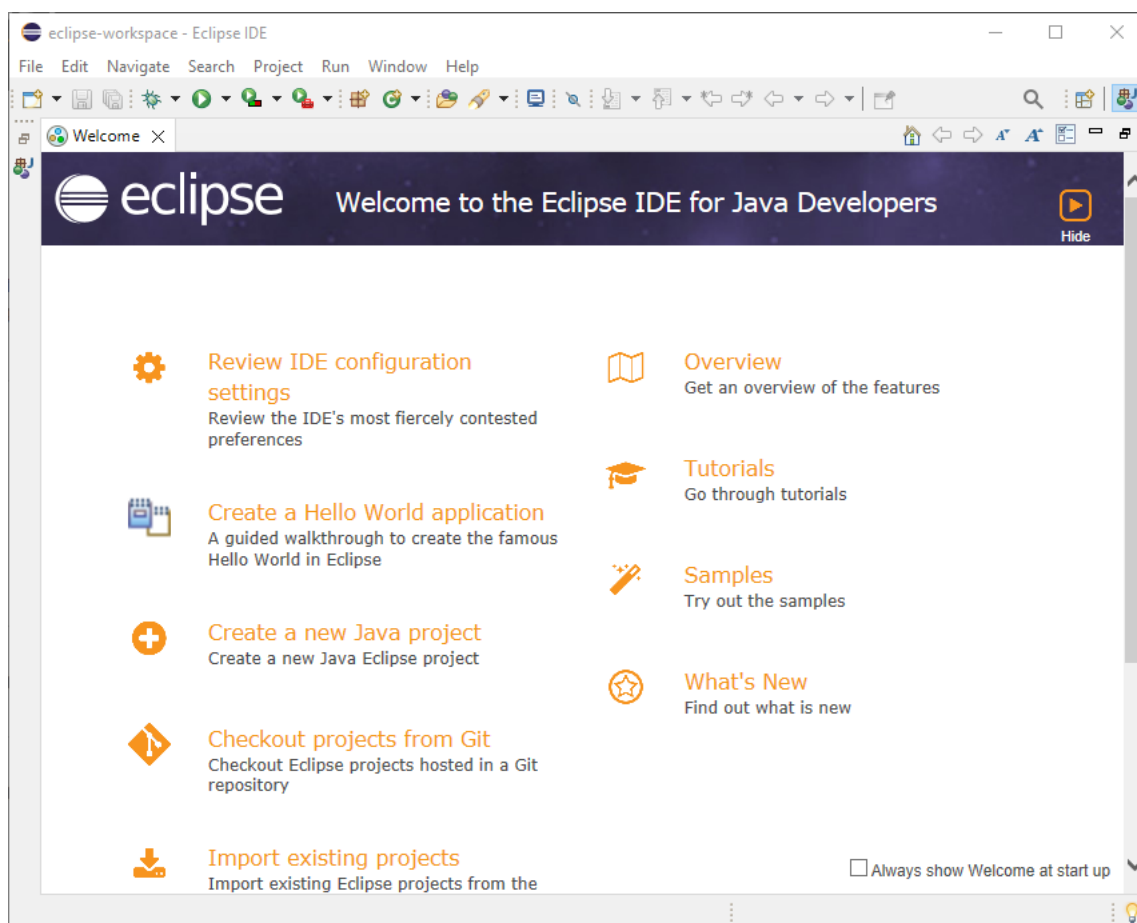 eclipse-workspace - Eclipse IDE
File Edit Navigate Search Project Run Window Help
Welcome
eclipse
Welcome to the Eclipse IDE for Java Developers
Hide
Review IDE configuration
settings
Review the IDE's most fiercely contested
preferences
Create a Hello World application
A guided walkthrough to create the famous
Hello World in Eclipse
Create a new Java project
Create a new Java Eclipse project
Checkout projects from Git
Checkout Eclipse projects hosted in a Git
repository
Import existing projects
Import existing Eclipse projects from the
Overview
Get an overview of the features
Tutorials
Go through tutorials
Samples
Try out the samples
What's New
Find out what is new
Always show Welcome at start up